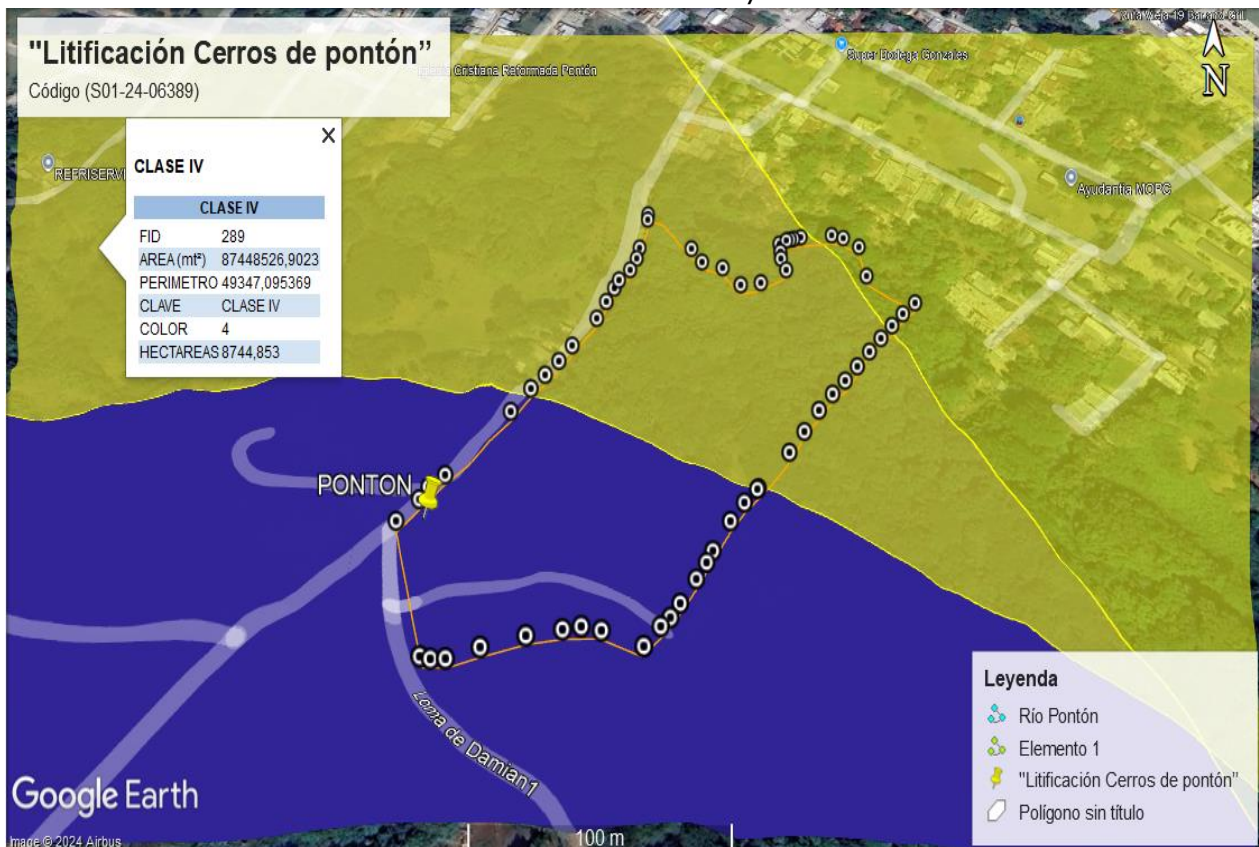 "Litificación Cerros de pontón”
Código (S01-24-06389)
Cristiana Reformada Pontón
Super Bodega Gonzales
N
REFRISERVI
Ayudantia MOPC
CLASE IV
CLASE IV
FID 289
AREA (mt²) 87448526,9023
PERIMETRO 49347,095369
CLAVE CLASE IV
COLOR 4
HECTAREAS 8744,853
PONTON
Loma de Damian1
Leyenda
Río Pontón
Elemento 1
"Litificación Cerros de pontón"
Polígono sin título
Google Earth
Image © 2024 Airbus
100 m